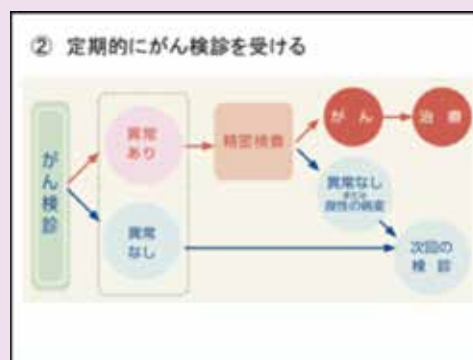 ② 定期的にがん検診を受ける
がん検診
異常
あり
異常
なし
精密検査
がん
治療
異常なし
または
良性の病変
次回の
検診